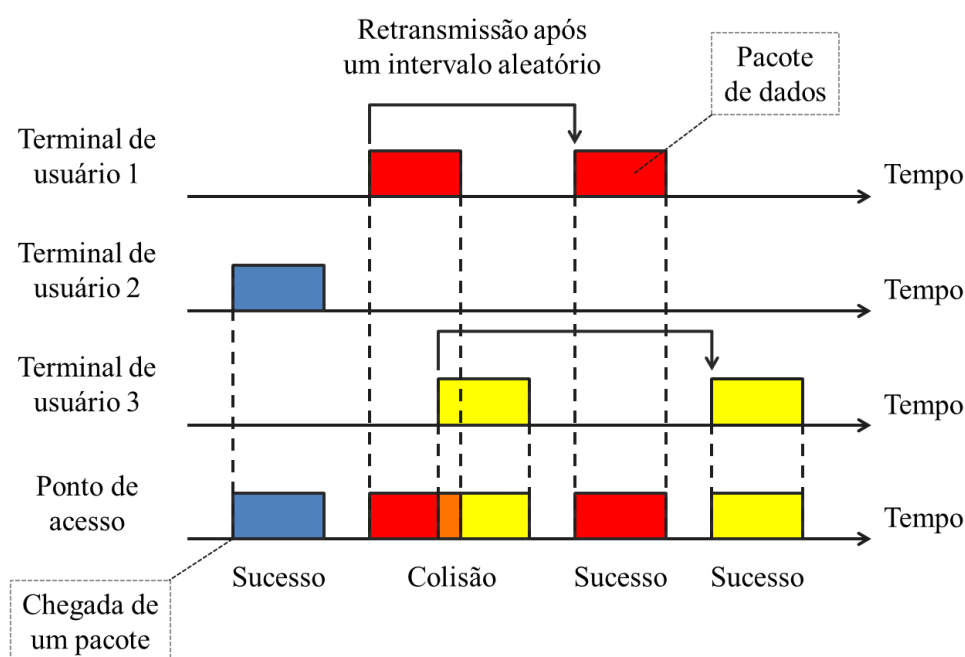 Retransmissão após
um intervalo aleatório
Pacote
de dados
Terminal de
usuário 1
Tempo
Terminal de
usuário 2
Tempo
Terminal de
usuário 3
Tempo
Ponto de
acesso
Tempo
Sucesso
Colisão
Sucesso
Sucesso
Chegada de
um pacote